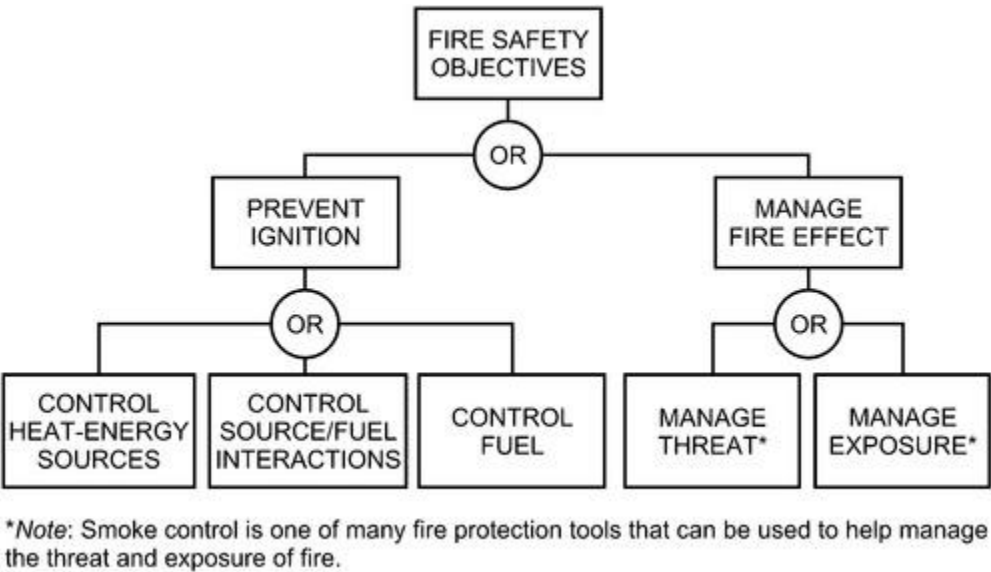 FIRE SAFETY
OBJECTIVES
OR
PREVENT
IGNITION
MANAGE
FIRE EFFECT
OR
OR
CONTROL
HEAT-ENERGY
SOURCES
CONTROL
SOURCE/FUEL
INTERACTIONS
CONTROL
FUEL
MANAGE
THREAT*
MANAGE
EXPOSURE*
*Note: Smoke control is one of many fire protection tools that can be used to help manage
the threat and exposure of fire.